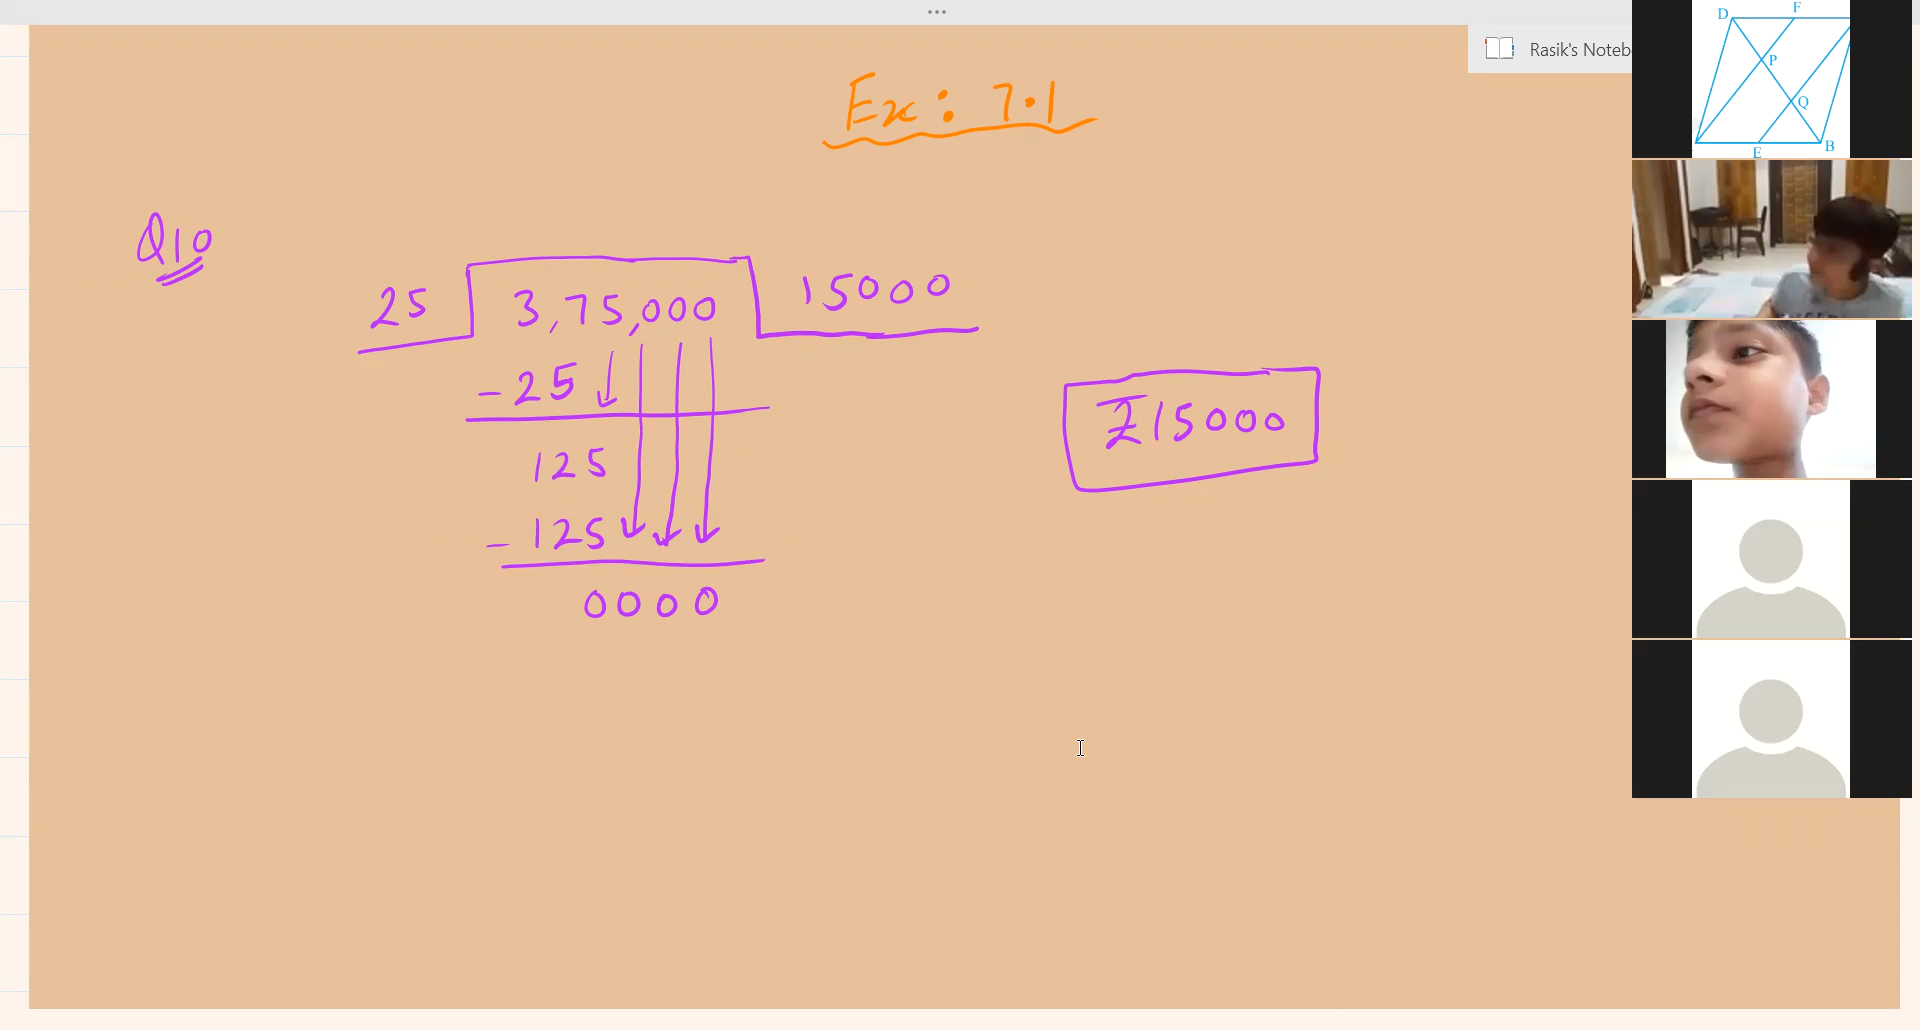 Rasik's Noteb
D F
P
Q
E B
Ex: 7.1
Q10
25 3,75,000 15000
-25
125
-125
0000
₹15000